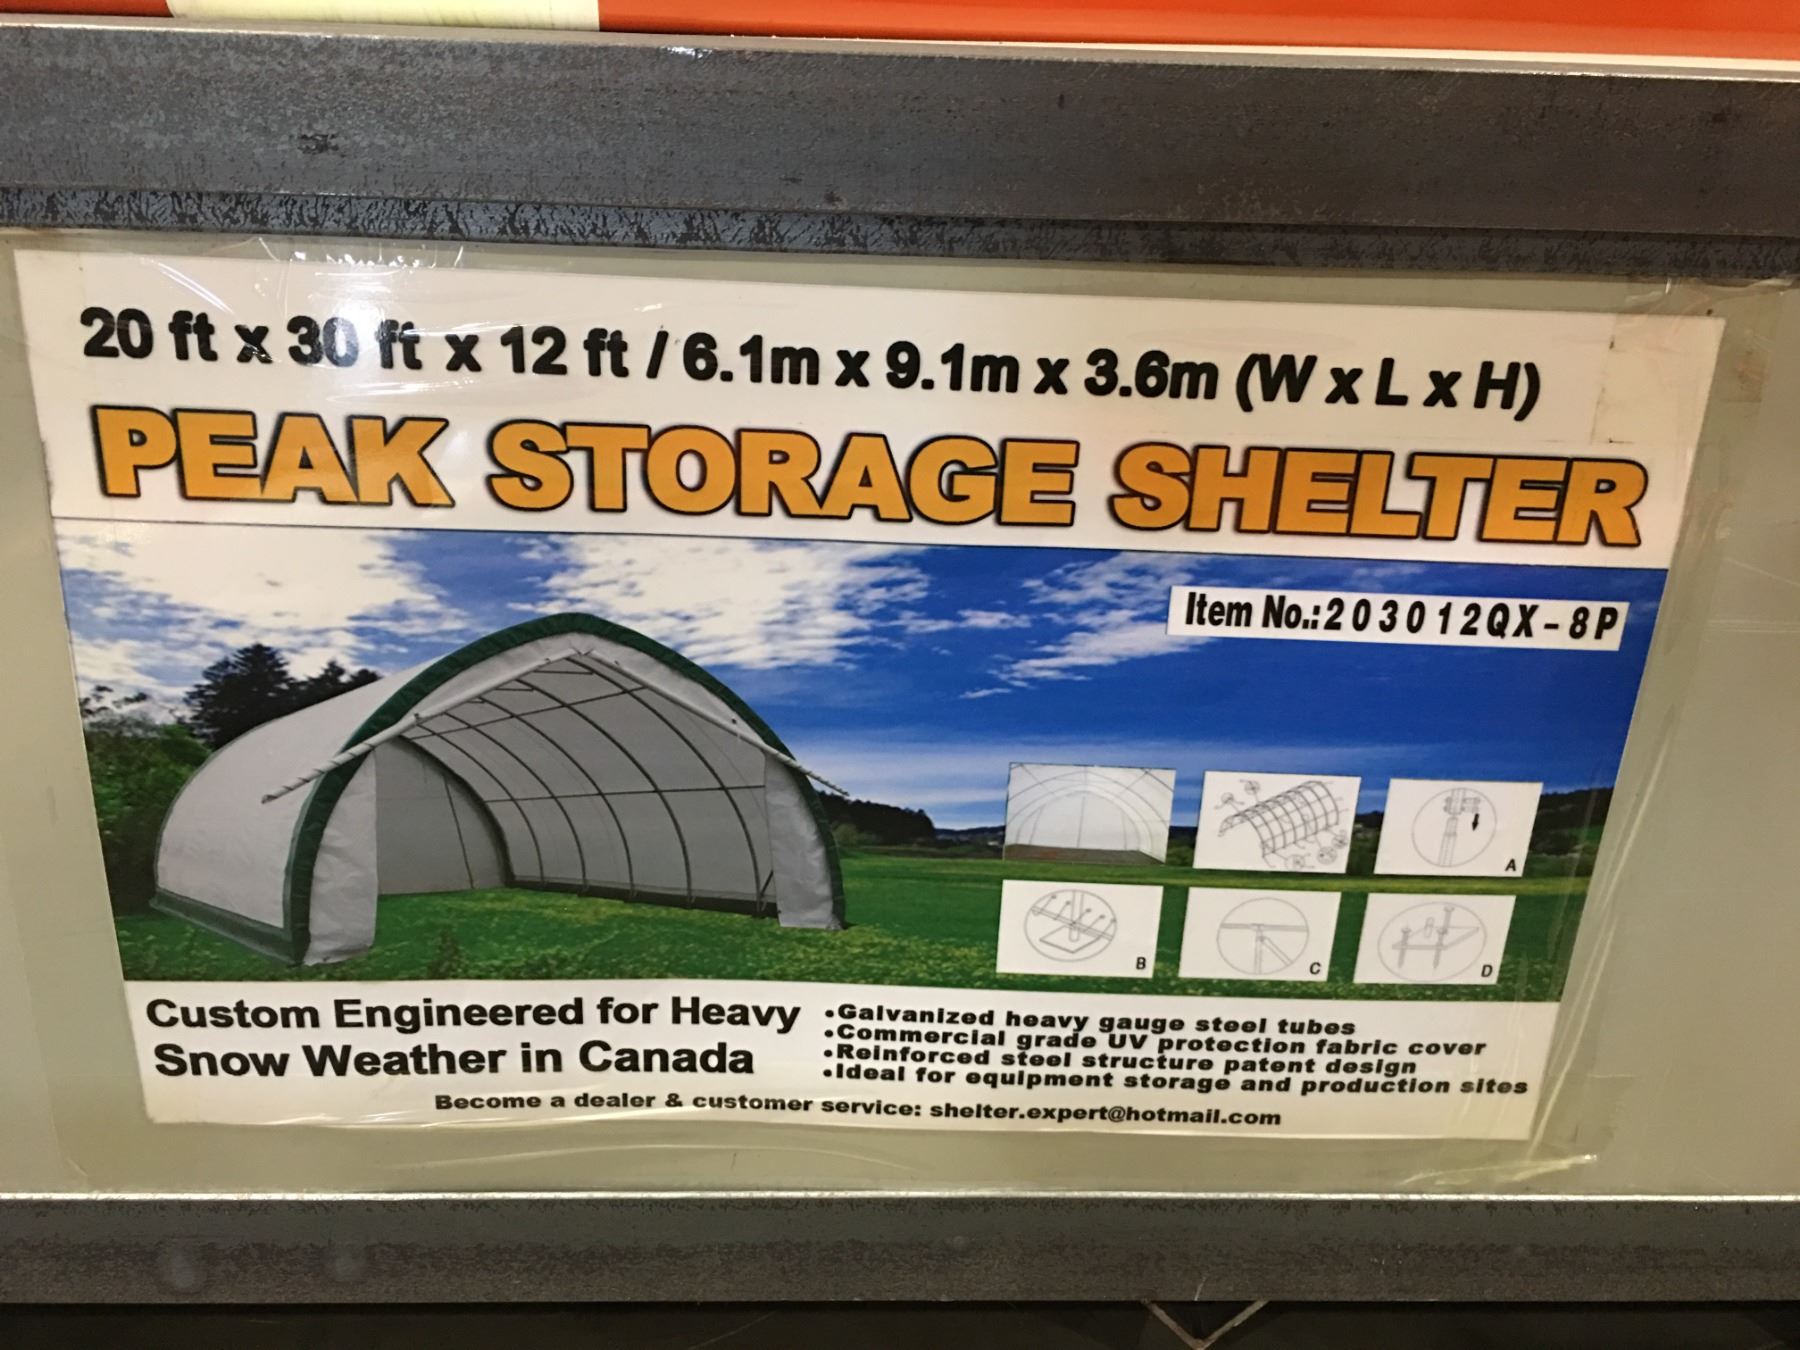 20 ft x 30 ft x 12 ft / 6.1m x 9.1m x 3.6m (W x L x H)
PEAK STORAGE SHELTER
Item No.:203012QX-8P
A
B
C
D
Custom Engineered for Heavy
Snow Weather in Canada
•Galvanized heavy gauge steel tubes
•Commercial grade UV protection fabric cover
•Reinforced steel structure patent design
•Ideal for equipment storage and production sites
Become a dealer & customer service: shelter.expert@hotmail.com